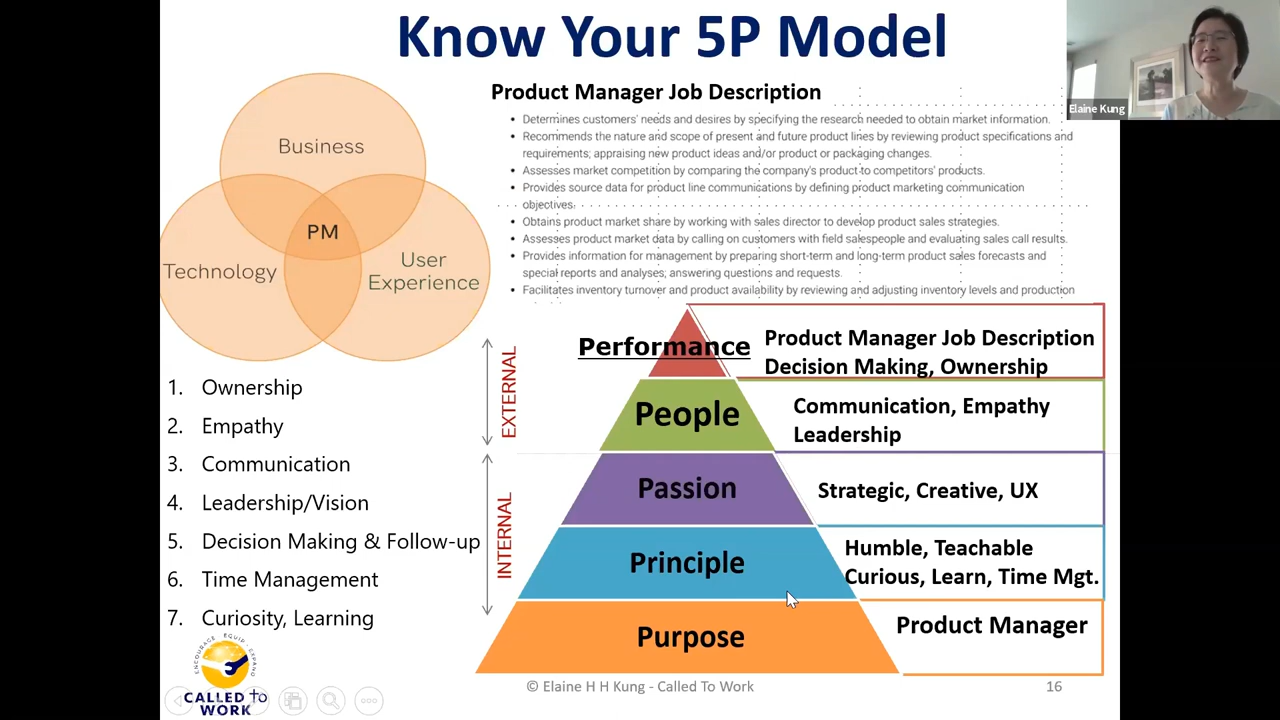 Know Your 5P Model
Elaine Kung
Product Manager Job Description
• Determines customers' needs and desires by specifying the research needed to obtain market information.
• Recommends the nature and scope of present and future product lines by reviewing product specifications and
requirements; appraising new product ideas and/or product or packaging changes.
• Assesses market competition by comparing the company's product to competitors' products.
• Provides source data for product line communications by defining product marketing communication
objectives.
• Obtains product market share by working with sales director to develop product sales strategies.
• Assesses product market data by calling on customers with field salespeople and evaluating sales call results.
• Provides information for management by preparing short-term and long-term product sales forecasts and
special reports and analyses; answering questions and requests.
• Facilitates inventory turnover and product availability by reviewing and adjusting inventory levels and production
Business
PM
Technology
User
Experience
1. Ownership
2. Empathy
3. Communication
4. Leadership/Vision
5. Decision Making & Follow-up
6. Time Management
7. Curiosity, Learning
EXTERNAL
INTERNAL
Performance
Product Manager Job Description
Decision Making, Ownership
People
Communication, Empathy
Leadership
Passion
Strategic, Creative, UX
Principle
Humble, Teachable
Curious, Learn, Time Mgt.
Purpose
Product Manager
ENCOURAGE · EQUIP · EXPAND
CALLED TO
WORK
© Elaine H H Kung - Called To Work
16